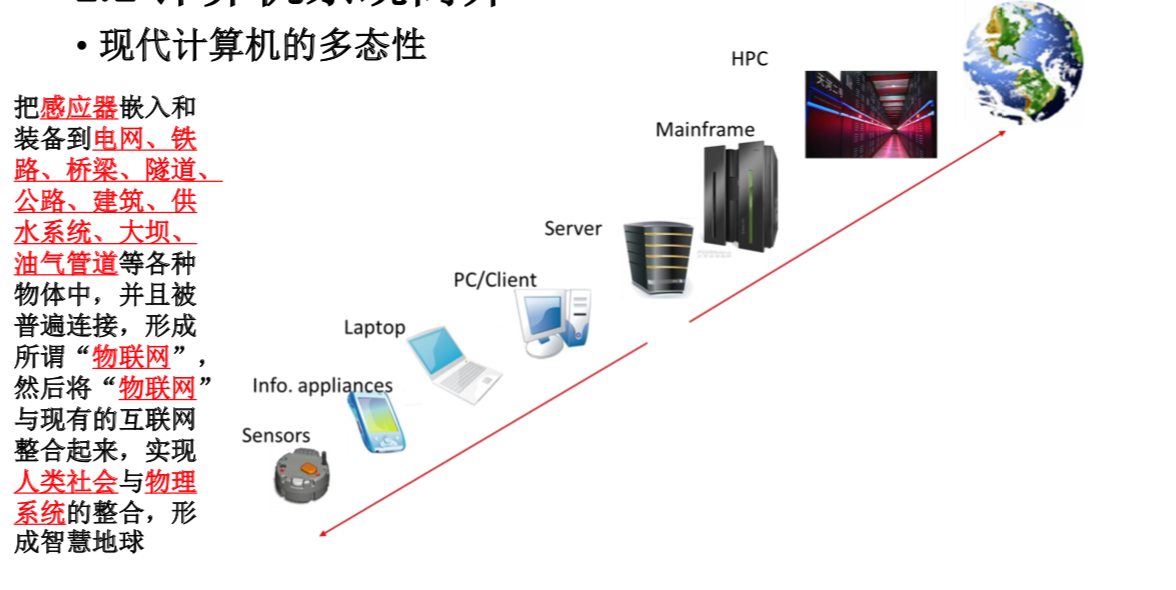 • 现代计算机的多态性
把感应器嵌入和
装备到电网、铁
路、桥梁、隧道、
公路、建筑、供
水系统、大坝、
油气管道等各种
物体中，并且被
普遍连接，形成
所谓“物联网”，
然后将“物联网”
与现有的互联网
整合起来，实现
人类社会与物理
系统的整合，形
成智慧地球
HPC
天河二号
Mainframe
Server
PC/Client
Laptop
Info. appliances
Sensors